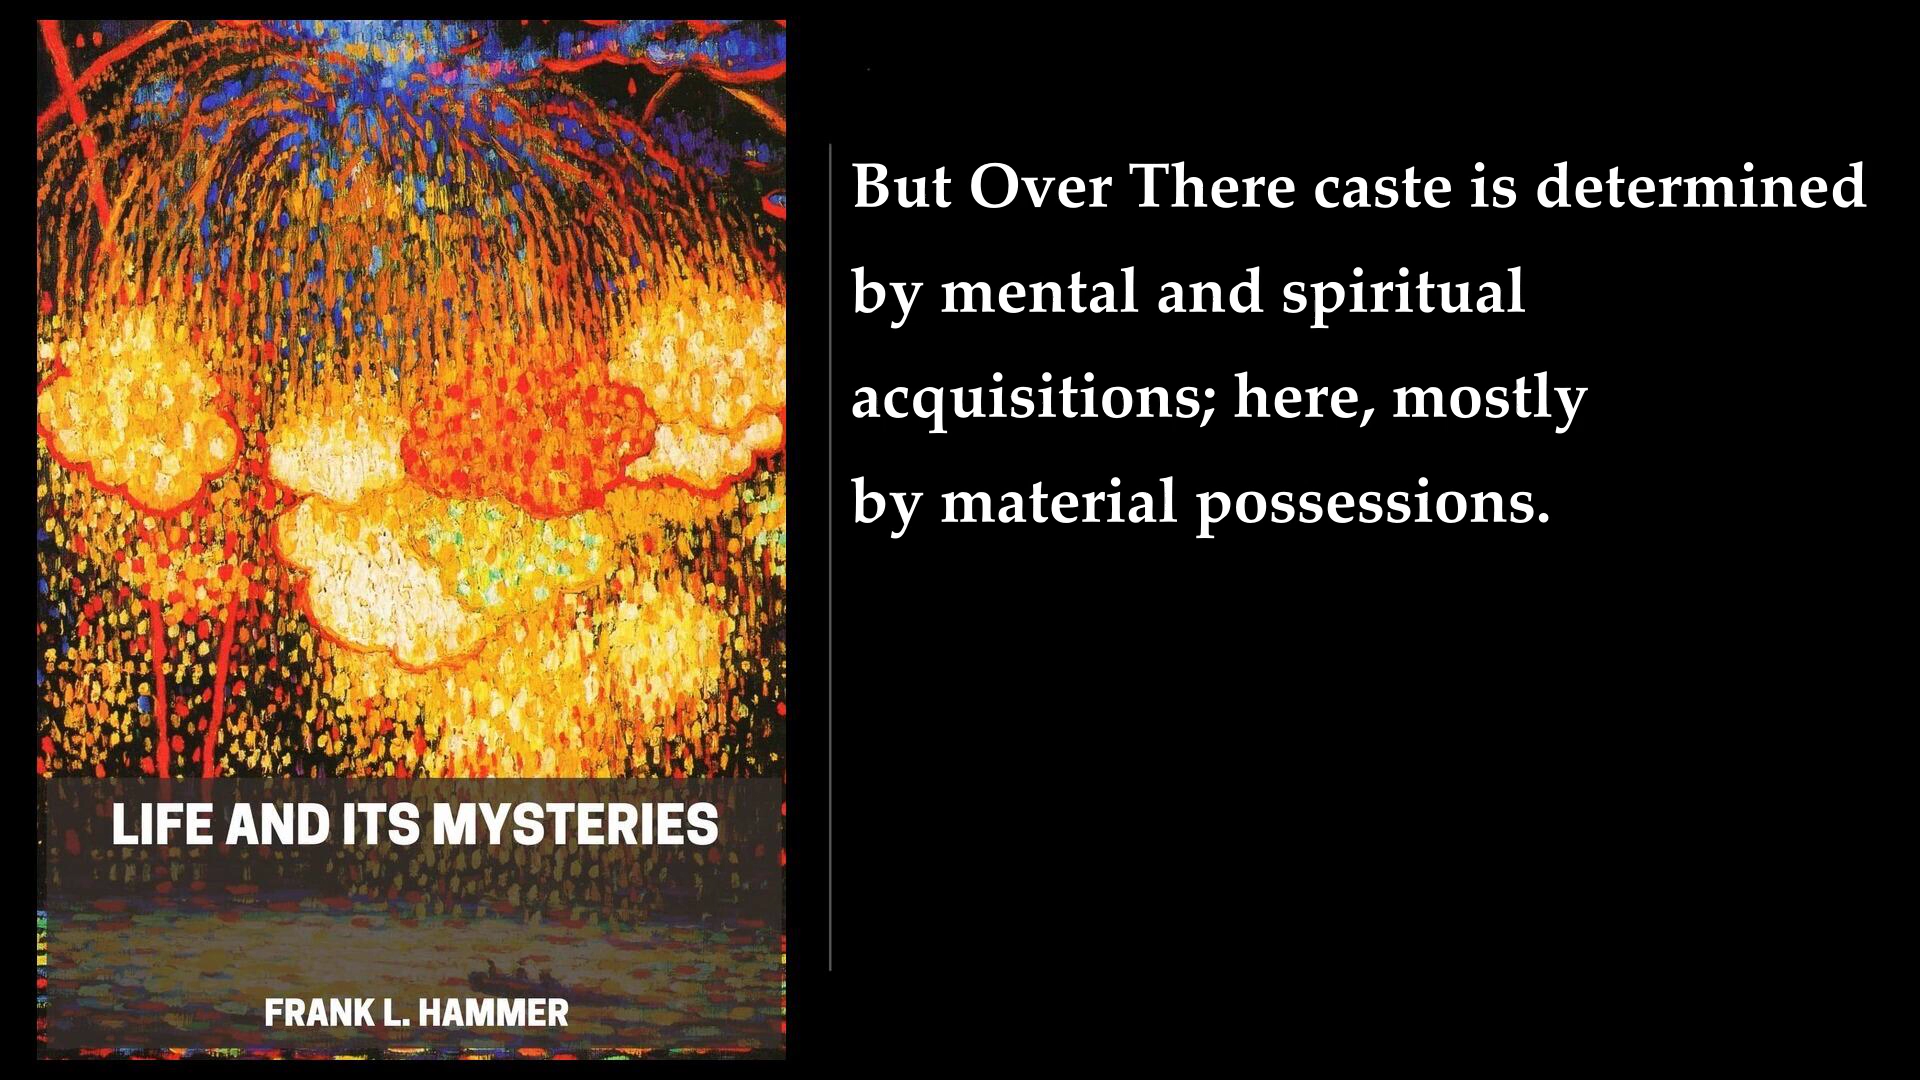 LIFE AND ITS MYSTERIES
FRANK L. HAMMER
But Over There caste is determined
by mental and spiritual
acquisitions; here, mostly
by material possessions.